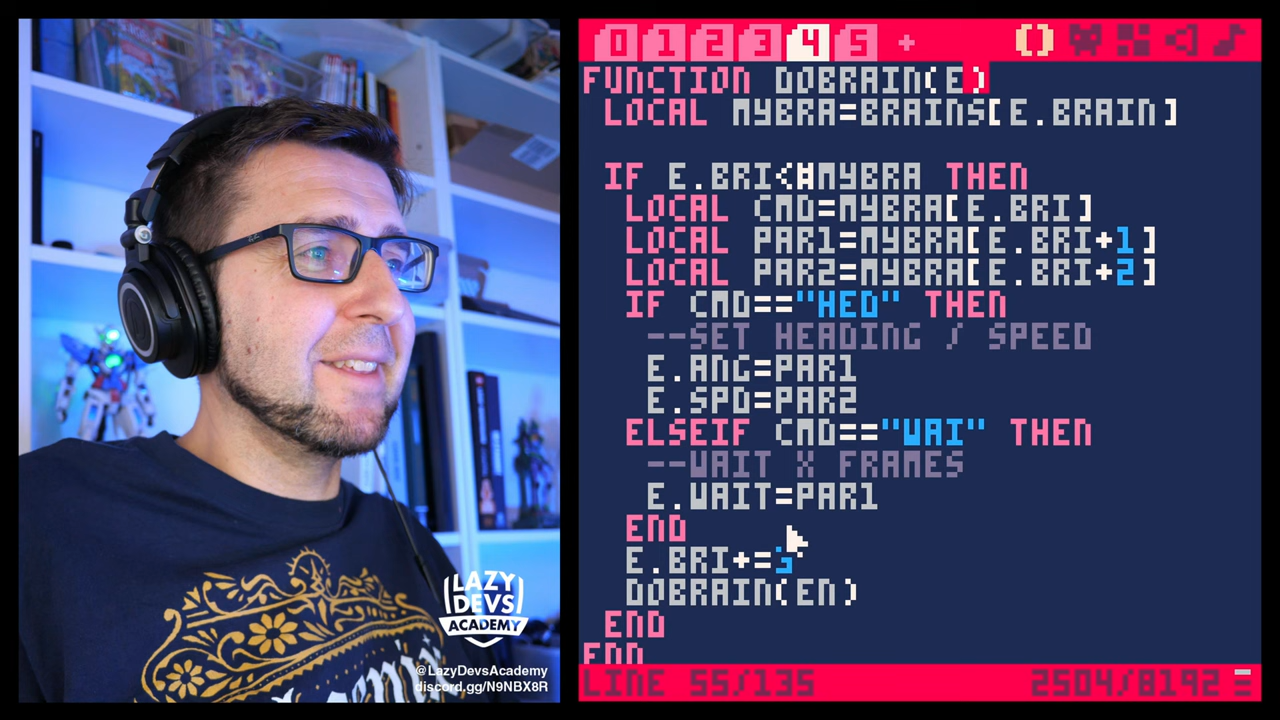 0 1 2 3 4 5 +
FUNCTION DOBRAIN(E)
LOCAL MYBRA=BRAINS[E.BRAIN]
IF E.BRI<#MYBRA THEN
LOCAL CMD=MYBRA[E.BRI]
LOCAL PAR1=MYBRA[E.BRI+1]
LOCAL PAR2=MYBRA[E.BRI+2]
IF CMD=="HED" THEN
--SET HEADING / SPEED
E.ANG=PAR1
E.SPD=PAR2
ELSEIF CMD=="WAI" THEN
--WAIT X FRAMES
E.WAIT=PAR1
END
E.BRI+=3
DOBRAIN(EN)
END
END
LINE 55/135 2504/8192
LAZY
DEVS
ACADEMY
@LazyDevsAcademy
discord.gg/N9NBX8R